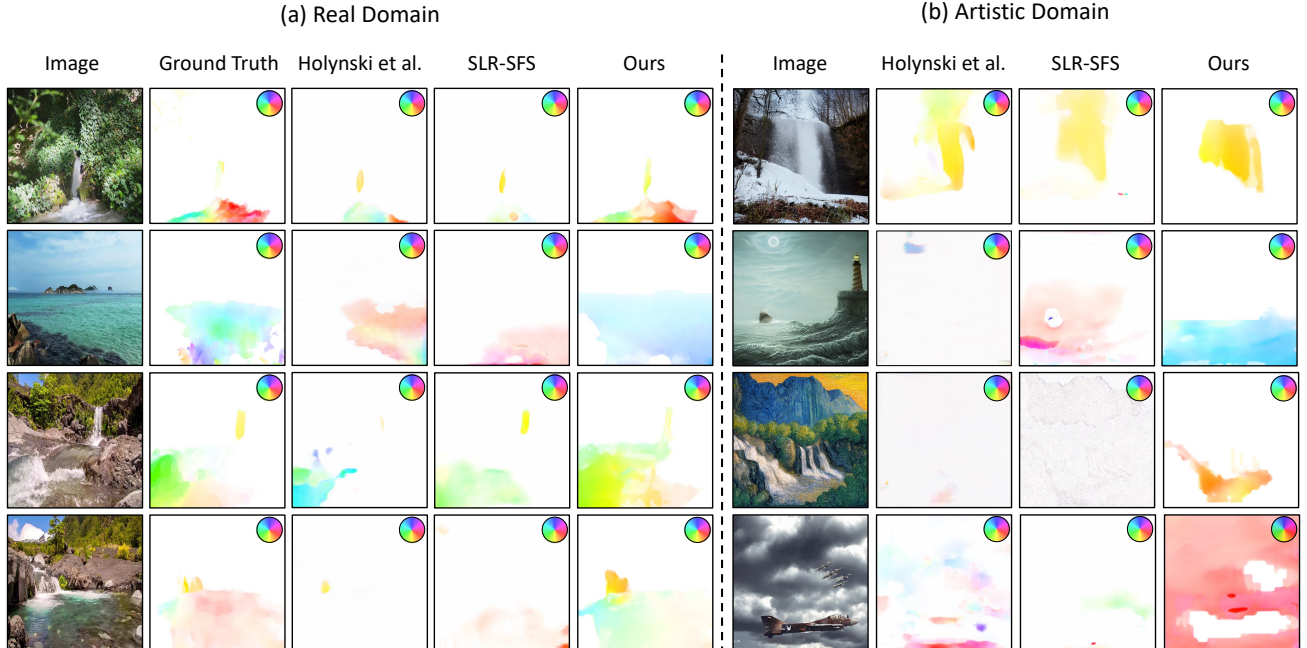 (a) Real Domain
(b) Artistic Domain
Image Ground Truth Holynski et al. SLR-SFS Ours
Image Holynski et al. SLR-SFS Ours